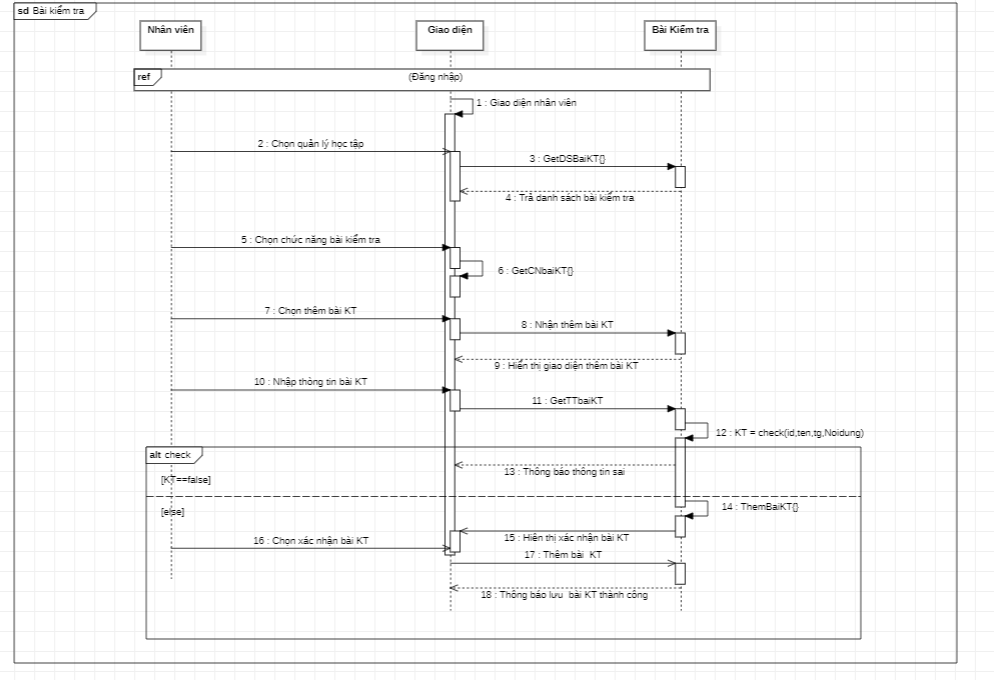 sd Bài kiểm tra
Nhân viên
Giao diện
Bài Kiểm tra
ref
(Đăng nhập)
1 : Giao diện nhân viên
2 : Chọn quản lý học tập
3 : GetDSBaiKT()
4 : Trả danh sách bài kiểm tra
5 : Chọn chức năng bài kiểm tra
6 : GetCNbaiKT()
7 : Chọn thêm bài KT
8 : Nhận thêm bài KT
9 : Hiển thị giao diện thêm bài KT
10 : Nhập thông tin bài KT
11 : GetTTbaiKT
12 : KT = check(id,ten,tg,Noidung)
alt check
13 : Thông báo thông tin sai
[KT==false]
14 : ThemBaiKT()
[else]
15 : Hiển thị xác nhận bài KT
16 : Chọn xác nhận bài KT
17 : Thêm bài  KT
18 : Thông báo lưu  bài KT thành công